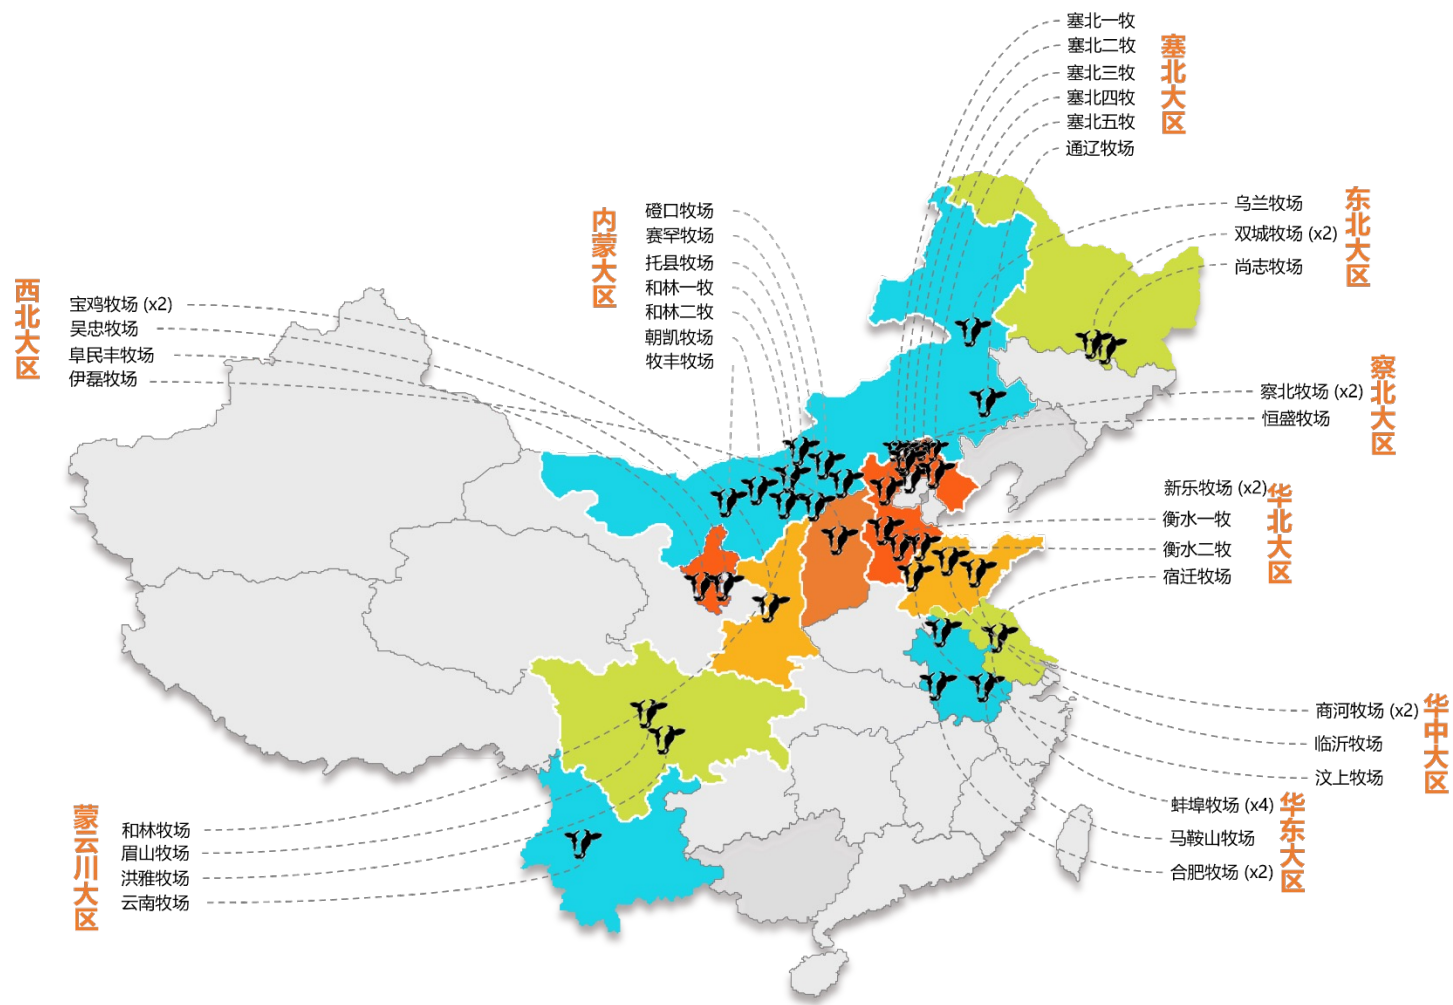 塞北大区
塞北一牧
塞北二牧
塞北三牧
塞北四牧
塞北五牧
通辽牧场
东北大区
乌兰牧场
双城牧场 (x2)
尚志牧场
内蒙大区
磴口牧场
赛罕牧场
托县牧场
和林一牧
和林二牧
朝凯牧场
牧丰牧场
西北大区
宝鸡牧场 (x2)
吴忠牧场
阜民丰牧场
伊磊牧场
察北大区
察北牧场 (x2)
恒盛牧场
华北大区
新乐牧场 (x2)
衡水一牧
衡水二牧
宿迁牧场
华中大区
商河牧场 (x2)
临沂牧场
汶上牧场
华东大区
蚌埠牧场 (x4)
马鞍山牧场
合肥牧场 (x2)
蒙云川大区
和林牧场
眉山牧场
洪雅牧场
云南牧场